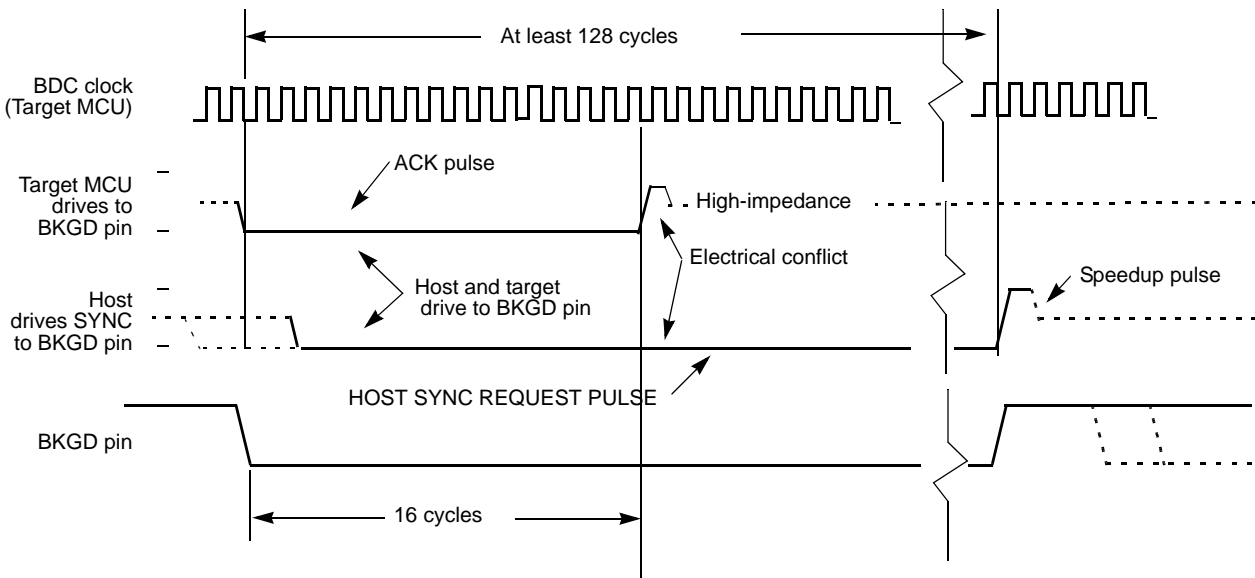 At least 128 cycles
BDC clock
(Target MCU)
ACK pulse
Target MCU
drives to
BKGD pin
High-impedance
Electrical conflict
Host and target
drive to BKGD pin
Speedup pulse
Host
drives SYNC
to BKGD pin
HOST SYNC REQUEST PULSE
BKGD pin
16 cycles